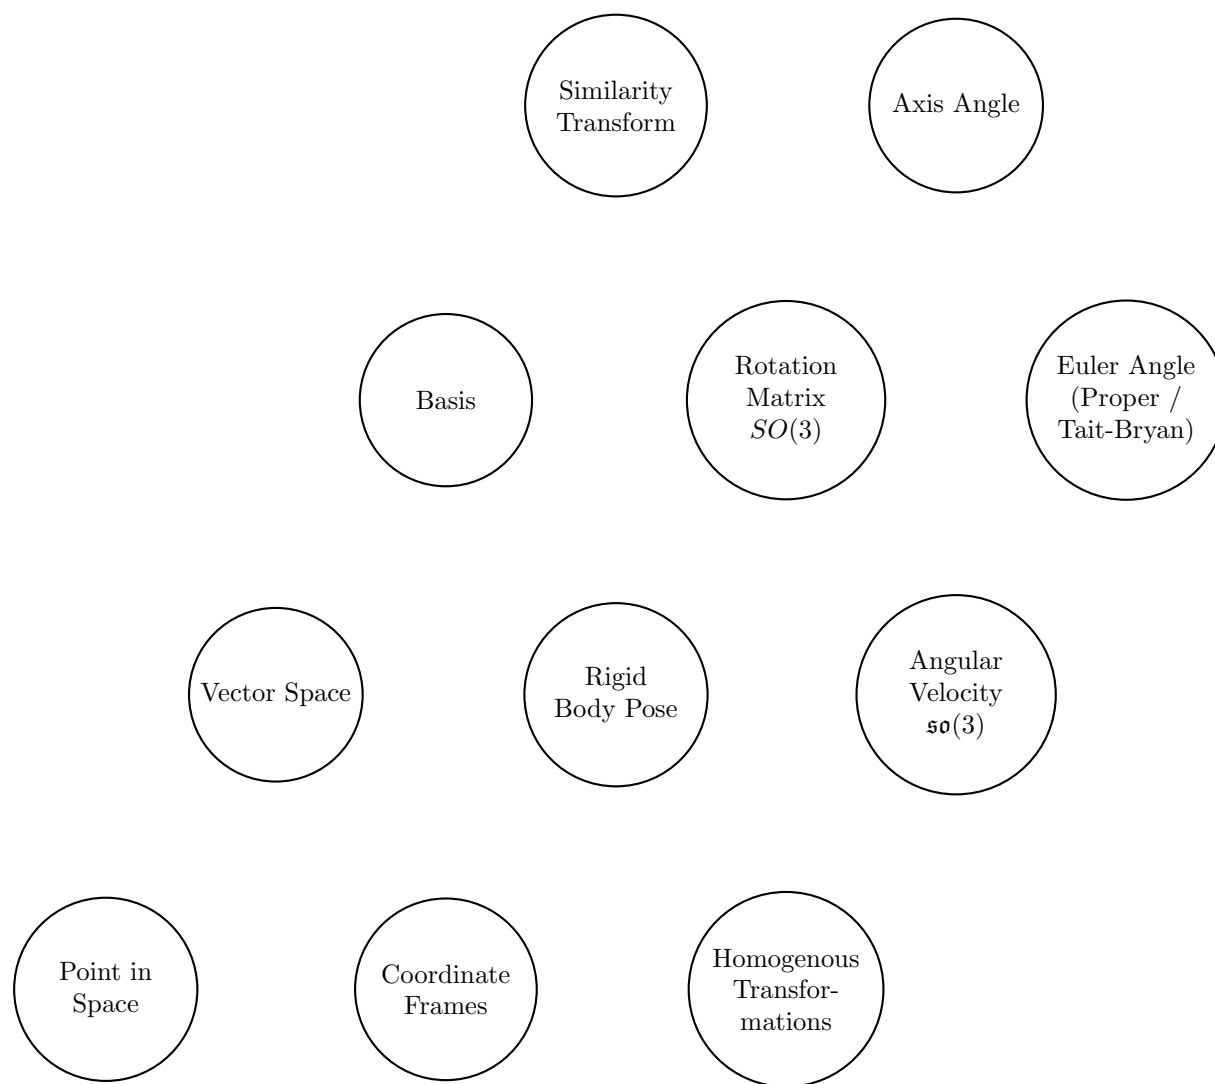 Similarity
Transform
Axis Angle
Basis
Rotation
Matrix
SO(3)
Euler Angle
(Proper /
Tait-Bryan)
Vector Space
Rigid
Body Pose
Angular
Velocity
𝔰𝔬(3)
Point in
Space
Coordinate
Frames
Homogenous
Transfor-
mations